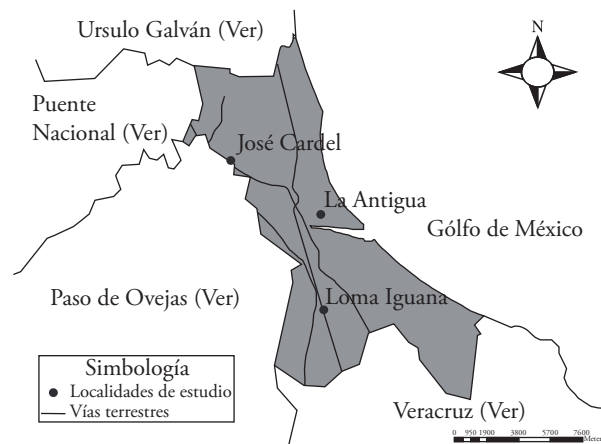 Ursulo Galván (Ver)
N
Puente
Nacional (Ver)
José Cardel
La Antigua
Gólfo de México
Paso de Ovejas (Ver)
Loma Iguana
Simbología
Localidades de estudio
Vías terrestres
Veracruz (Ver)
0 950 1900 3800 5700 7600
Meters